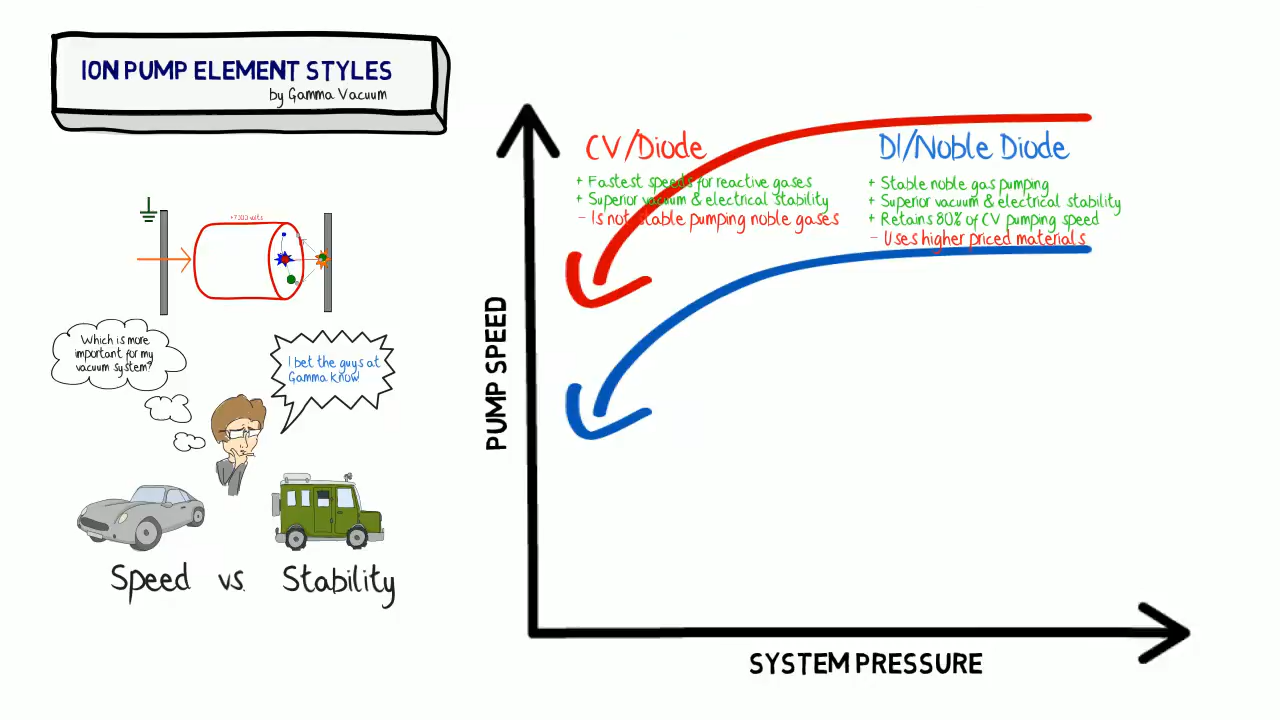 ION PUMP ELEMENT STYLES
by Gamma Vacuum
+7300 volts
Which is more
important for my
vacuum system?
I bet the guys at
Gamma know!
Speed vs. Stability
PUMP SPEED
CV/Diode
+ Fastest speeds for reactive gases
+ Superior vacuum & electrical stability
- Is not stable pumping noble gases
DI/Noble Diode
+ Stable noble gas pumping
+ Superior vacuum & electrical stability
+ Retains 80% of CV pumping speed
- Uses higher priced materials
SYSTEM PRESSURE